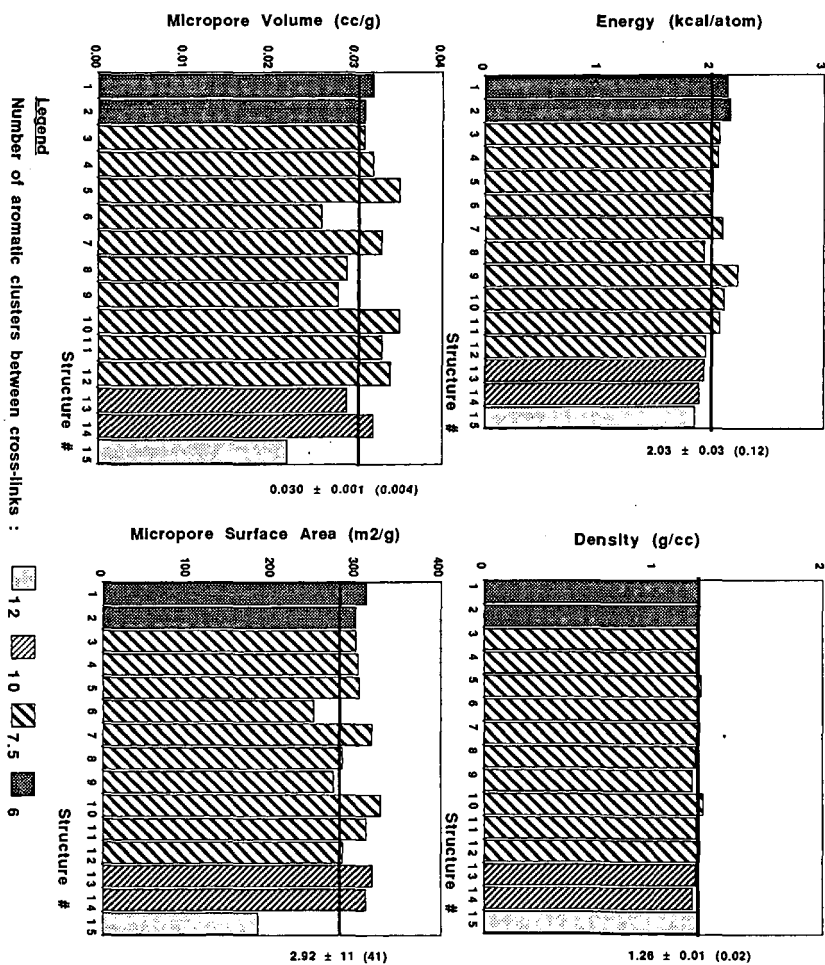 Energy (kcal/atom)
0 1 2 3
1 2 3 4 5 6 7 8 9 10 11 12 13 14 15
Structure #
2.03 ± 0.03 (0.12)
Density (g/cc)
0 1 2
1 2 3 4 5 6 7 8 9 10 11 12 13 14 15
Structure #
1.26 ± 0.01 (0.02)
Micropore Volume (cc/g)
0.00 0.01 0.02 0.03 0.04
1 2 3 4 5 6 7 8 9 10 11 12 13 14 15
Structure #
0.030 ± 0.001 (0.004)
Micropore Surface Area (m2/g)
0 100 200 300 400
1 2 3 4 5 6 7 8 9 10 11 12 13 14 15
Structure #
2.92 ± 11 (41)
Legend
Number of aromatic clusters between cross-links : 12 10 7.5 6